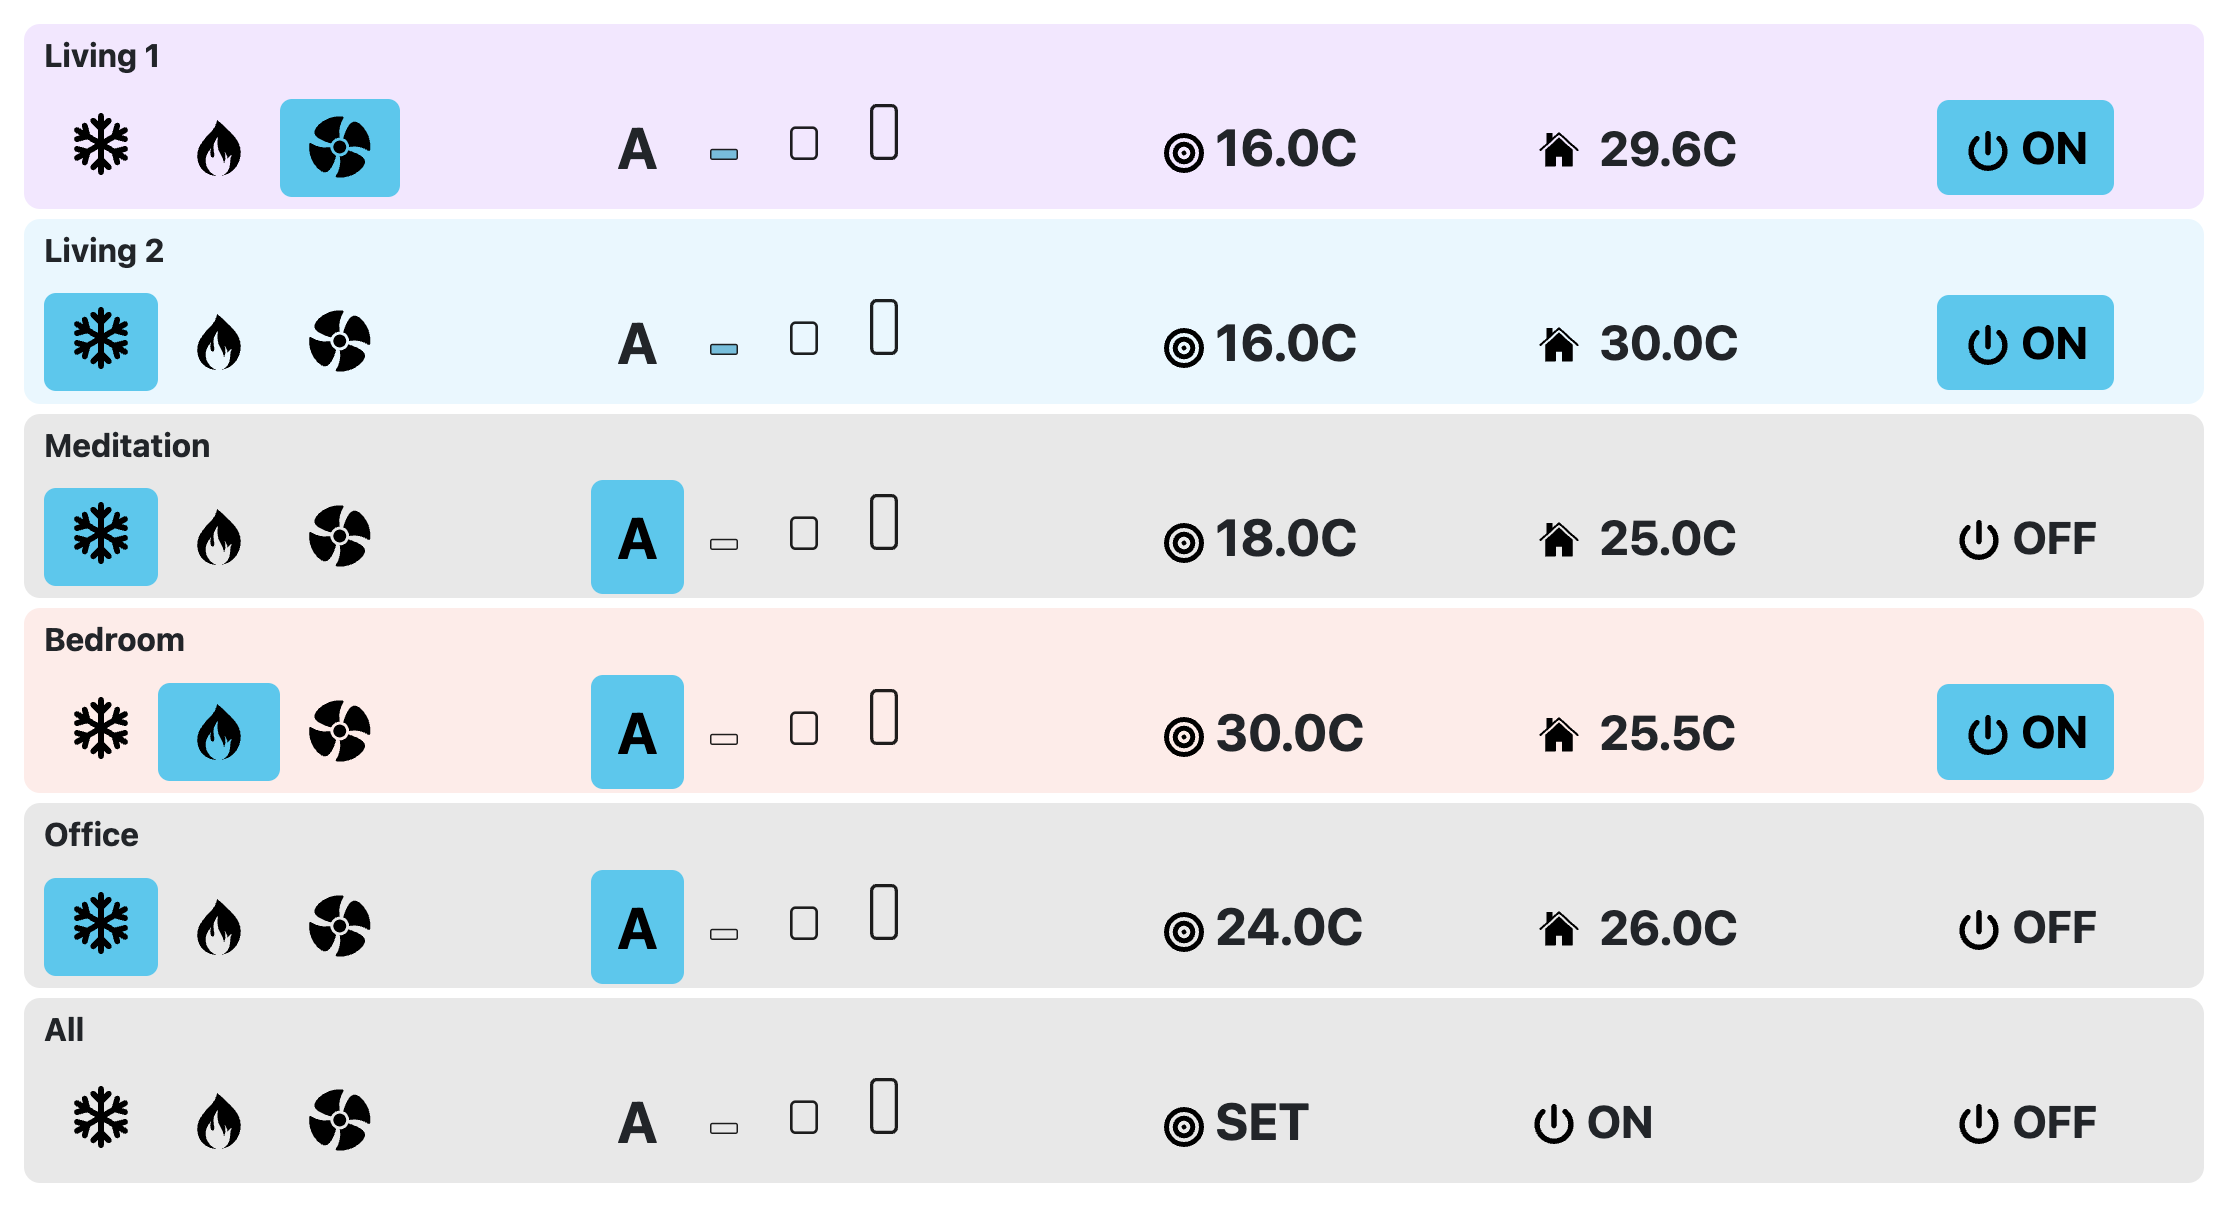 Living 1
A 16.0C 29.6C ON
Living 2
A 16.0C 30.0C ON
Meditation
A 18.0C 25.0C OFF
Bedroom
A 30.0C 25.5C ON
Office
A 24.0C 26.0C OFF
All
A SET ON OFF